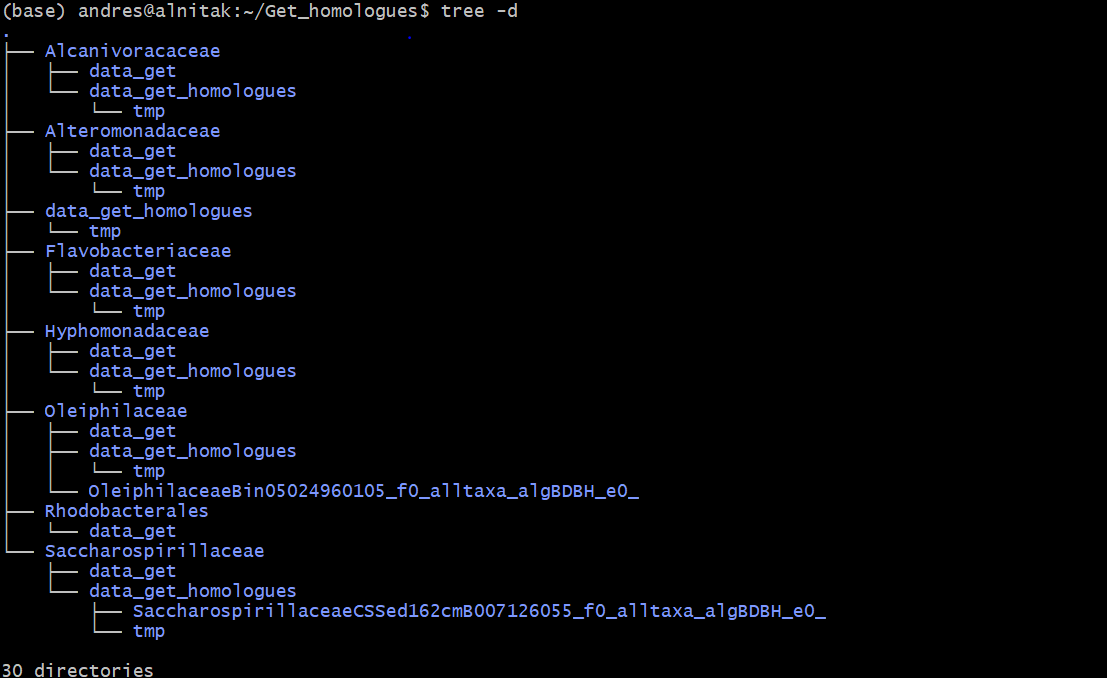 (base) andres@alnitak:~/Get_homologues$ tree -d
.
├── Alcanivoracaceae
│   ├── data_get
│   └── data_get_homologues
│       └── tmp
├── Alteromonadaceae
│   ├── data_get
│   └── data_get_homologues
│       └── tmp
├── data_get_homologues
│   └── tmp
├── Flavobacteriaceae
│   ├── data_get
│   └── data_get_homologues
│       └── tmp
├── Hyphomonadaceae
│   ├── data_get
│   └── data_get_homologues
│       └── tmp
├── Oleiphilaceae
│   ├── data_get
│   ├── data_get_homologues
│   │   └── tmp
│   └── OleiphilaceaeBin05024960105_f0_alltaxa_algBDBH_e0_
├── Rhodobacterales
│   └── data_get
└── Saccharospirillaceae
    ├── data_get
    └── data_get_homologues
        ├── SaccharospirillaceaeCSSed162cmB007126055_f0_alltaxa_algBDBH_e0_
        └── tmp
30 directories